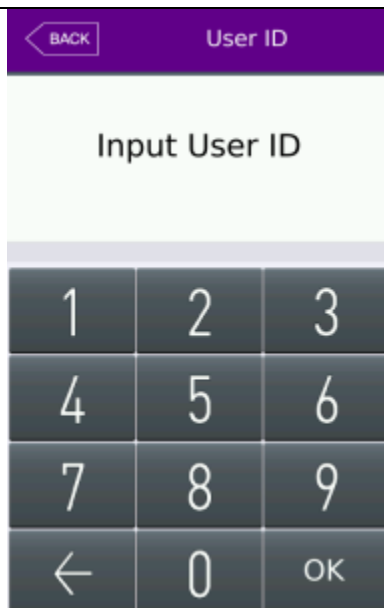 BACK User ID
Input User ID
1 2 3
4 5 6
7 8 9
← 0 OK